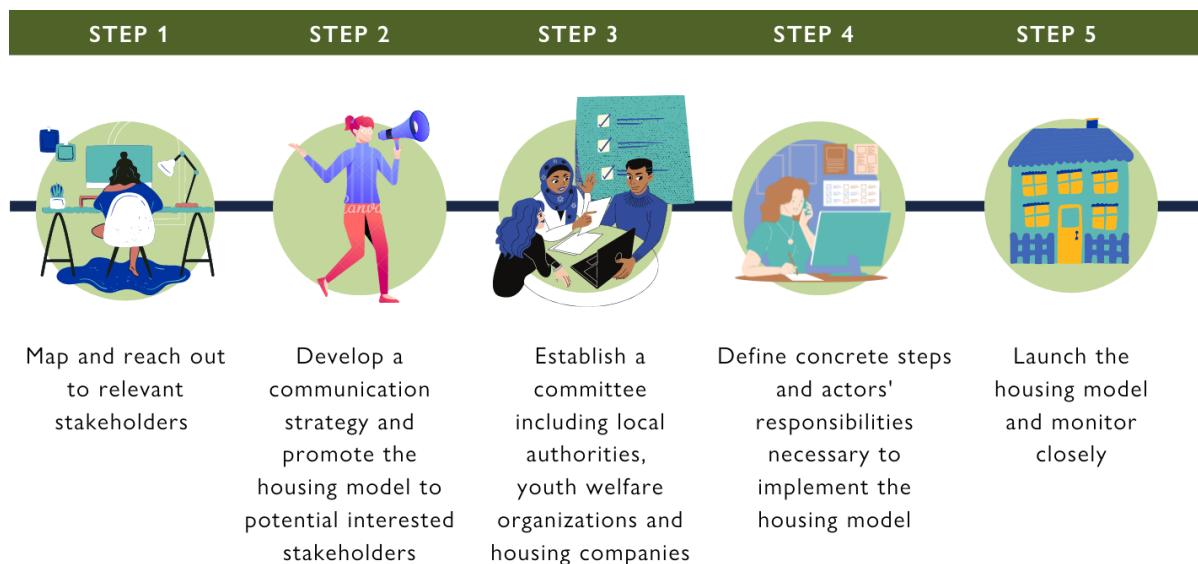 STEP 1
STEP 2
STEP 3
STEP 4
STEP 5
canva
Map and reach out
to relevant
stakeholders
Develop a
communication
strategy and
promote the
housing model to
potential interested
stakeholders
Establish a
committee
including local
authorities,
youth welfare
organizations and
housing companies
Define concrete steps
and actors'
responsibilities
necessary to
implement the
housing model
Launch the
housing model
and monitor
closely